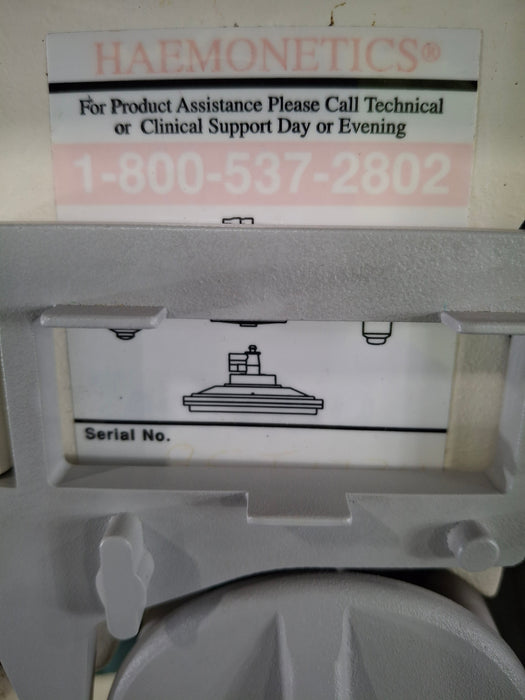 HAEMONETICS®
For Product Assistance Please Call Technical
or Clinical Support Day or Evening
1-800-537-2802
Serial No.